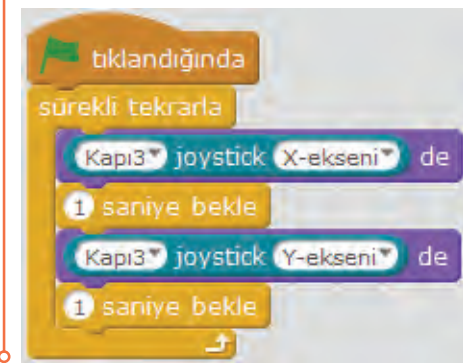 tıklandığında
sürekli tekrarla
Kapı3 joystick X-ekseni de
1 saniye bekle
Kapı3 joystick Y-ekseni de
1 saniye bekle